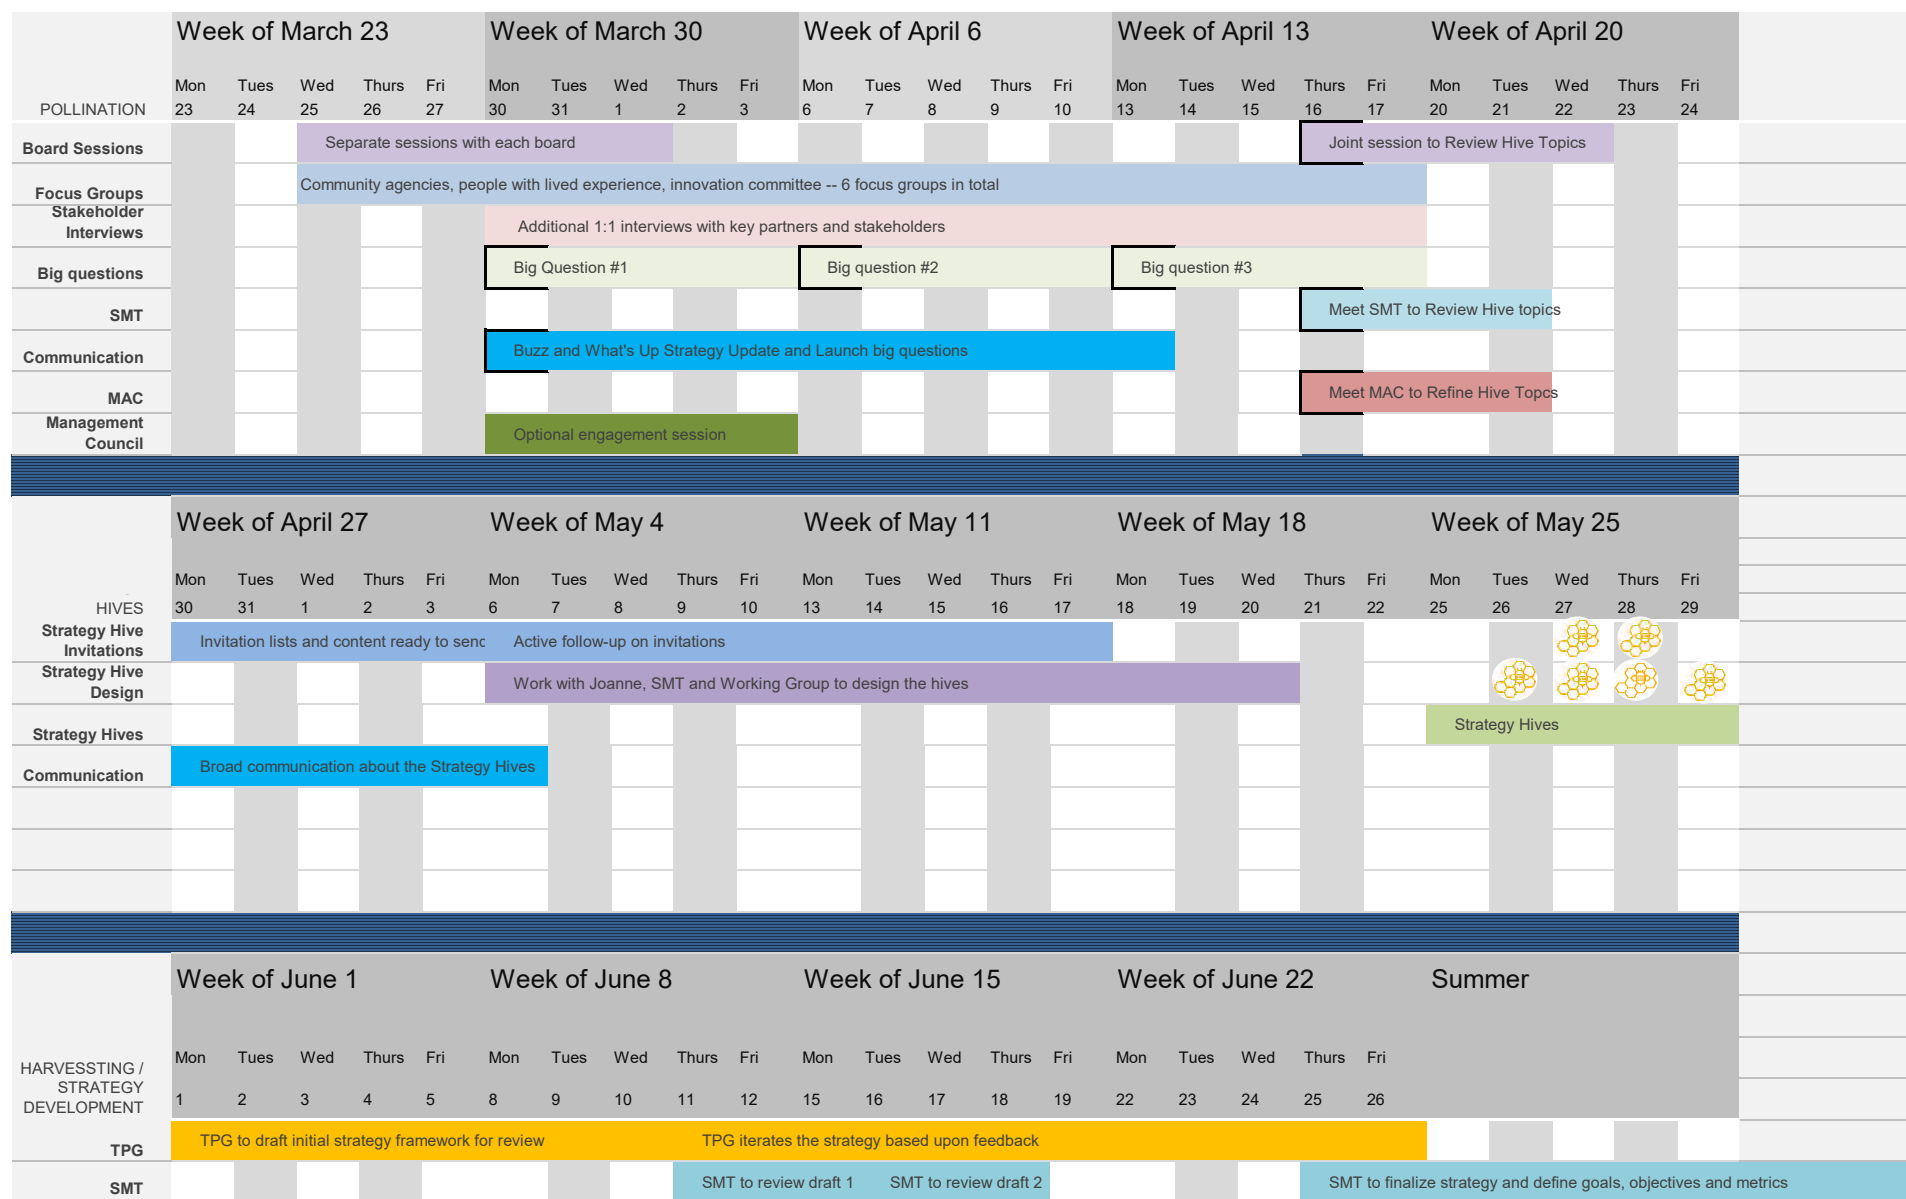 Week of March 23 Week of March 30 Week of April 6 Week of April 13 Week of April 20
Mon Tues Wed Thurs Fri Mon Tues Wed Thurs Fri Mon Tues Wed Thurs Fri Mon Tues Wed Thurs Fri Mon Tues Wed Thurs Fri
POLLINATION 23 24 25 26 27 30 31 1 2 3 6 7 8 9 10 13 14 15 16 17 20 21 22 23 24
Board Sessions Separate sessions with each board Joint session to Review Hive Topics
Focus Groups Community agencies, people with lived experience, innovation committee -- 6 focus groups in total
Stakeholder
Interviews Additional 1:1 interviews with key partners and stakeholders
Big questions Big Question #1 Big question #2 Big question #3
SMT Meet SMT to Review Hive topics
Communication Buzz and What's Up Strategy Update and Launch big questions
MAC Meet MAC to Refine Hive Topcs
Management
Council Optional engagement session
Week of April 27 Week of May 4 Week of May 11 Week of May 18 Week of May 25
Mon Tues Wed Thurs Fri Mon Tues Wed Thurs Fri Mon Tues Wed Thurs Fri Mon Tues Wed Thurs Fri Mon Tues Wed Thurs Fri
HIVES 30 31 1 2 3 6 7 8 9 10 13 14 15 16 17 18 19 20 21 22 25 26 27 28 29
Strategy Hive
Invitations Invitation lists and content ready to senc Active follow-up on invitations
Strategy Hive
Design Work with Joanne, SMT and Working Group to design the hives
Strategy Hives Strategy Hives
Communication Broad communication about the Strategy Hives
Week of June 1 Week of June 8 Week of June 15 Week of June 22 Summer
Mon Tues Wed Thurs Fri Mon Tues Wed Thurs Fri Mon Tues Wed Thurs Fri Mon Tues Wed Thurs Fri
HARVESSTING /
STRATEGY
DEVELOPMENT 1 2 3 4 5 8 9 10 11 12 15 16 17 18 19 22 23 24 25 26
TPG TPG to draft initial strategy framework for review TPG iterates the strategy based upon feedback
SMT SMT to review draft 1 SMT to review draft 2 SMT to finalize strategy and define goals, objectives and metrics